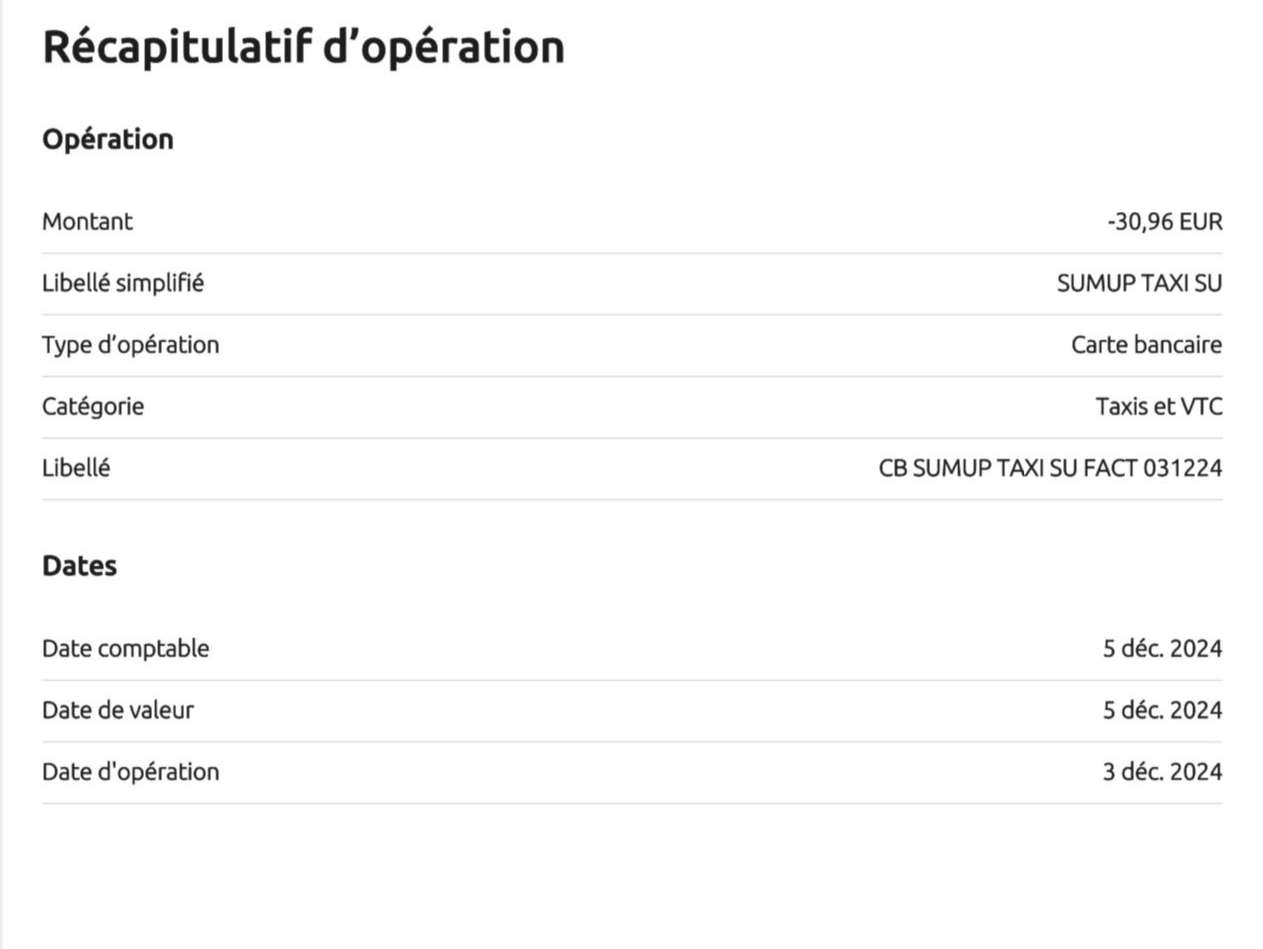 Récapitulatif d’opération
Opération
Montant -30,96 EUR
Libellé simplifié SUMUP TAXI SU
Type d’opération Carte bancaire
Catégorie Taxis et VTC
Libellé CB SUMUP TAXI SU FACT 031224
Dates
Date comptable 5 déc. 2024
Date de valeur 5 déc. 2024
Date d'opération 3 déc. 2024